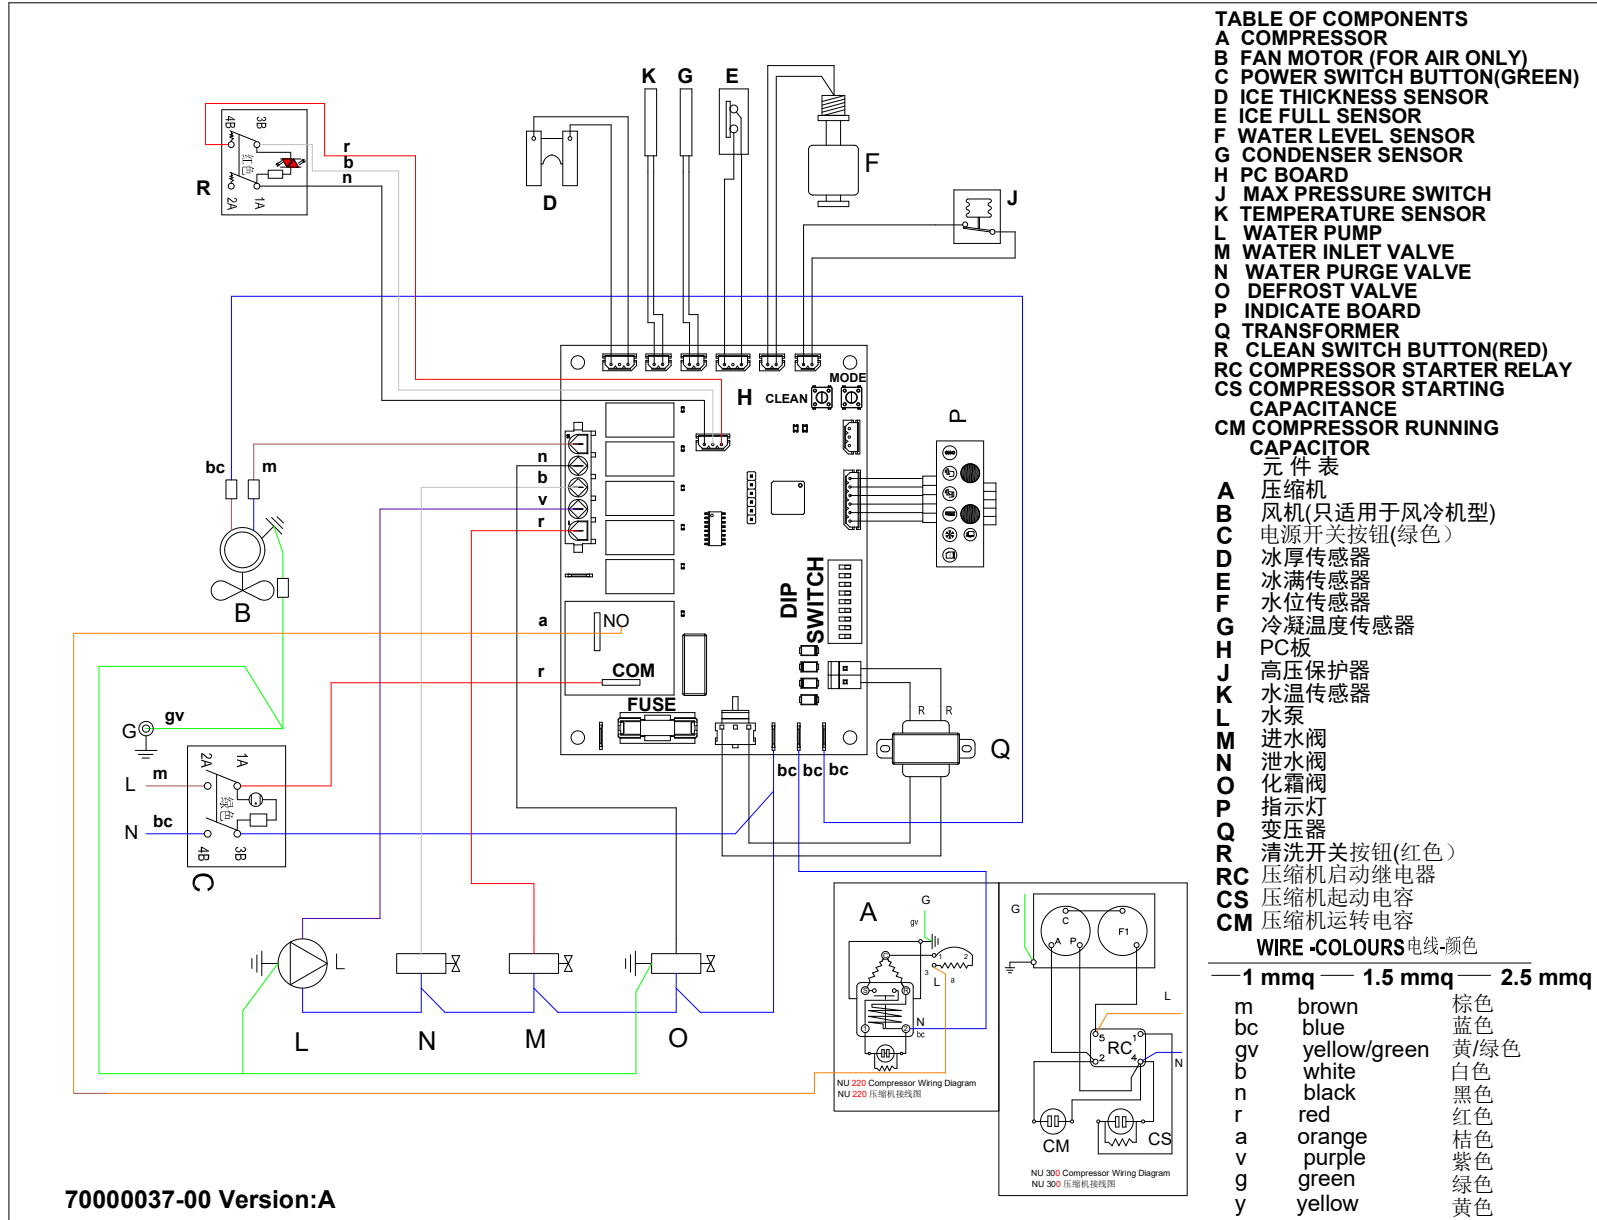 TABLE OF COMPONENTS
A COMPRESSOR
B FAN MOTOR (FOR AIR ONLY)
C POWER SWITCH BUTTON(GREEN)
D ICE THICKNESS SENSOR
E ICE FULL SENSOR
F WATER LEVEL SENSOR
G CONDENSER SENSOR
H PC BOARD
J MAX PRESSURE SWITCH
K TEMPERATURE SENSOR
L WATER PUMP
M WATER INLET VALVE
N WATER PURGE VALVE
O DEFROST VALVE
P INDICATE BOARD
Q TRANSFORMER
R CLEAN SWITCH BUTTON(RED)
RC COMPRESSOR STARTER RELAY
CS COMPRESSOR STARTING
CAPACITANCE
CM COMPRESSOR RUNNING
CAPACITOR
元 件 表
A 压缩机
B 风机(只适用于风冷机型)
C 电源开关按钮(绿色）
D 冰厚传感器
E 冰满传感器
F 水位传感器
G 冷凝温度传感器
H PC板
J 高压保护器
K 水温传感器
L 水泵
M 进水阀
N 泄水阀
O 化霜阀
P 指示灯
Q 变压器
R 清洗开关按钮(红色）
RC 压缩机启动继电器
CS 压缩机起动电容
CM 压缩机运转电容
WIRE -COLOURS 电线-颜色
1 mmq 1.5 mmq 2.5 mmq
m brown 棕色
bc blue 蓝色
gv yellow/green 黄/绿色
b white 白色
n black 黑色
r red 红色
a orange 桔色
v purple 紫色
g green 绿色
y yellow 黄色
K G E
4B 3B
红色
2A 1A
R
r
b
n
D
F
J
H
CLEAN
MODE
P
bc m
n
b
v
r
B
DIP
SWITCH
a
NO
r
COM
FUSE
R R
Q
bc bc bc
G gv
L m
N bc
2A 1A
绿色
4B 3B
C
L
L N M O
A
G
gv
C
1 2
3
L a
S R
1 2
N
bc
NU 220 Compressor Wiring Diagram
NU 220 压缩机接线图
G
C
A P
F1
L
5 1
RC
2 4
N
CM
CS
NU 300 Compressor Wiring Diagram
NU 300 压缩机接线图
70000037-00 Version:A